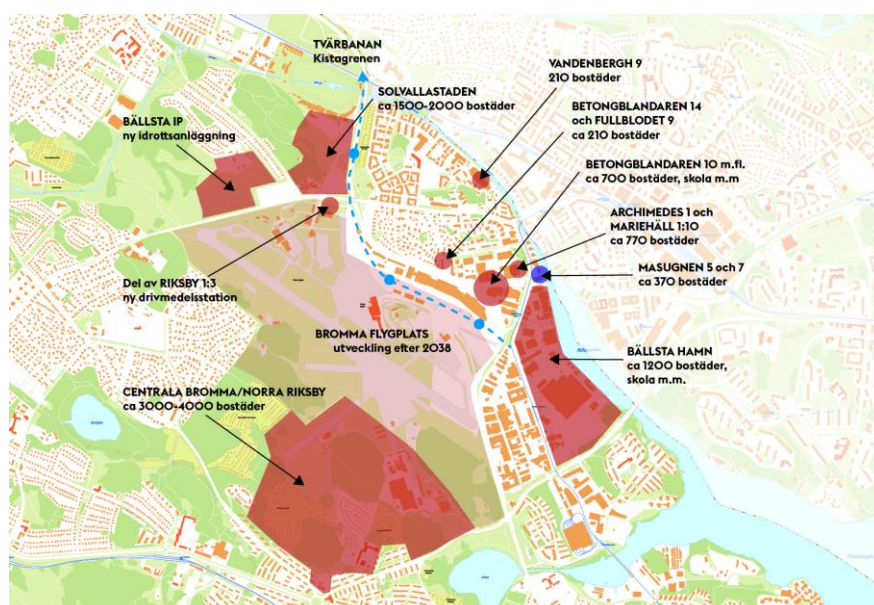 TVÄRBANAN
Kistagrenen
SOLVALLASTADEN
ca 1500-2000 bostäder
BÄLLSTA IP
ny idrottsanläggning
VANDENBERGH 9
210 bostäder
BETONGBLANDAREN 14
och FULLBLODET 9
ca 210 bostäder
BETONGBLANDAREN 10 m.fl.
ca 700 bostäder, skola m.m
ARCHIMEDES 1 och
MARIEHÄLL 1:10
ca 770 bostäder
MASUGNEN 5 och 7
ca 370 bostäder
Del av RIKSBY 1:3
ny drivmedelsstation
BROMMA FLYGPLATS
utveckling efter 2038
BÄLLSTA HAMN
ca 1200 bostäder,
skola m.m.
CENTRALA BROMMA/NORRA RIKSBY
ca 3000-4000 bostäder